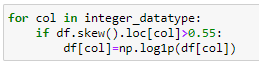 for col in integer_datatype:
    if df.skew().loc[col]>0.55:
        df[col]=np.log1p(df[col])